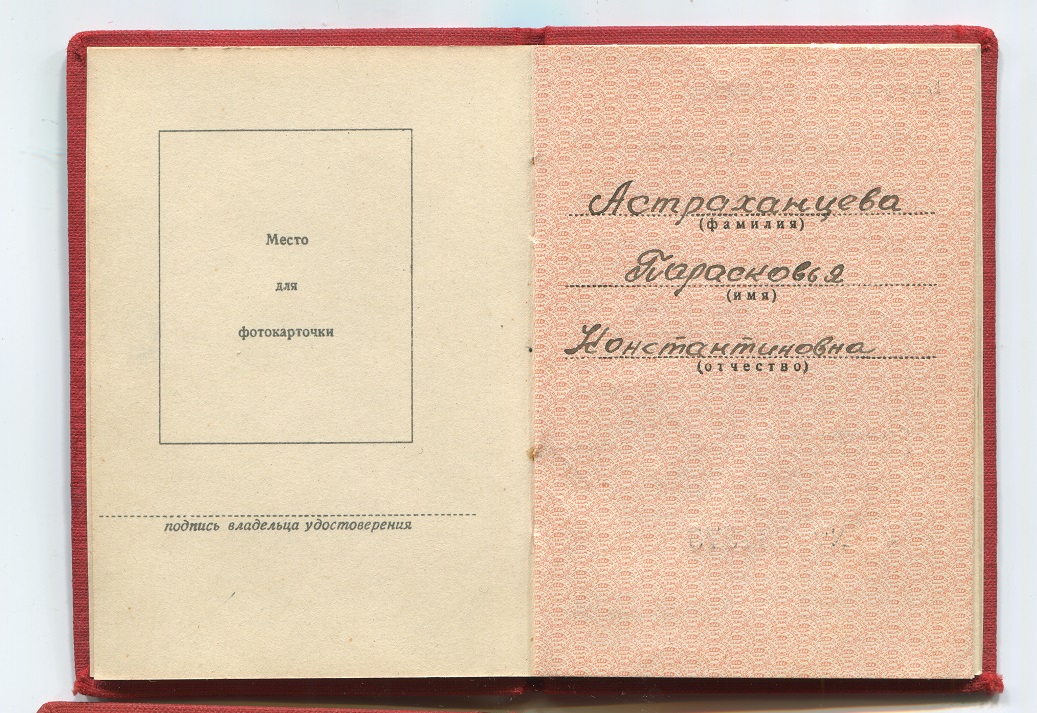 Место
для
фотокарточки
подпись владельца удостоверения
Астраханцева
(фамилия)
Парасковья
(имя)
Константиновна
(отчество)